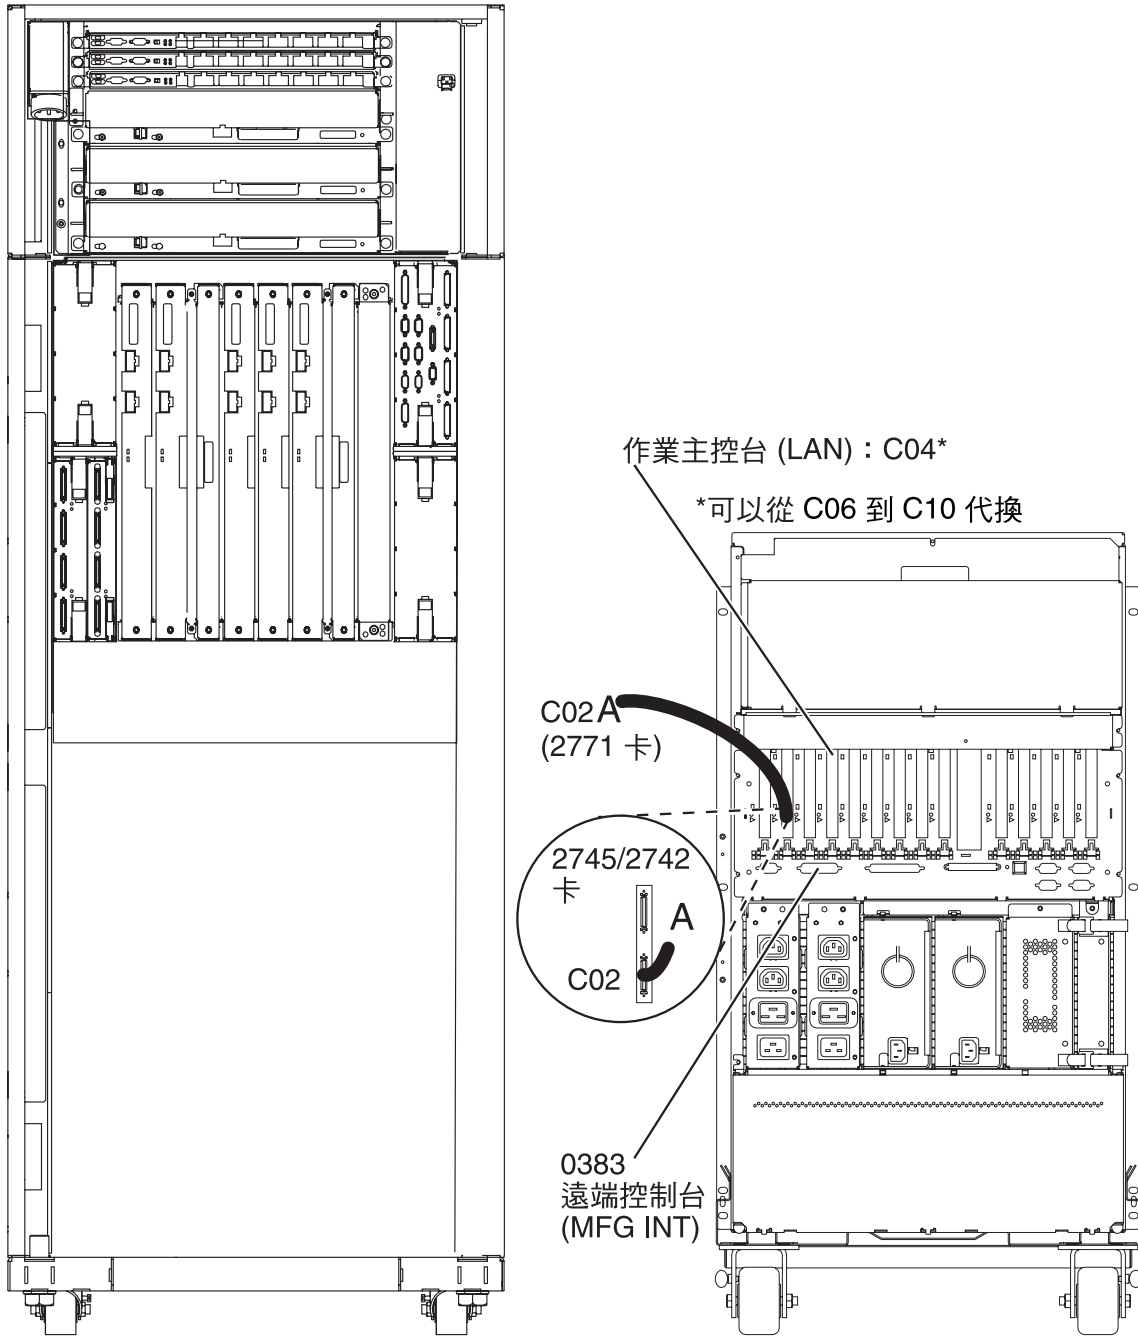 作業主控台 (LAN)：C04*
*可以從 C06 到 C10 代換
C02 A
(2771 卡)
2745/2742
卡
A
C02
0383
遠端控制台
(MFG INT)